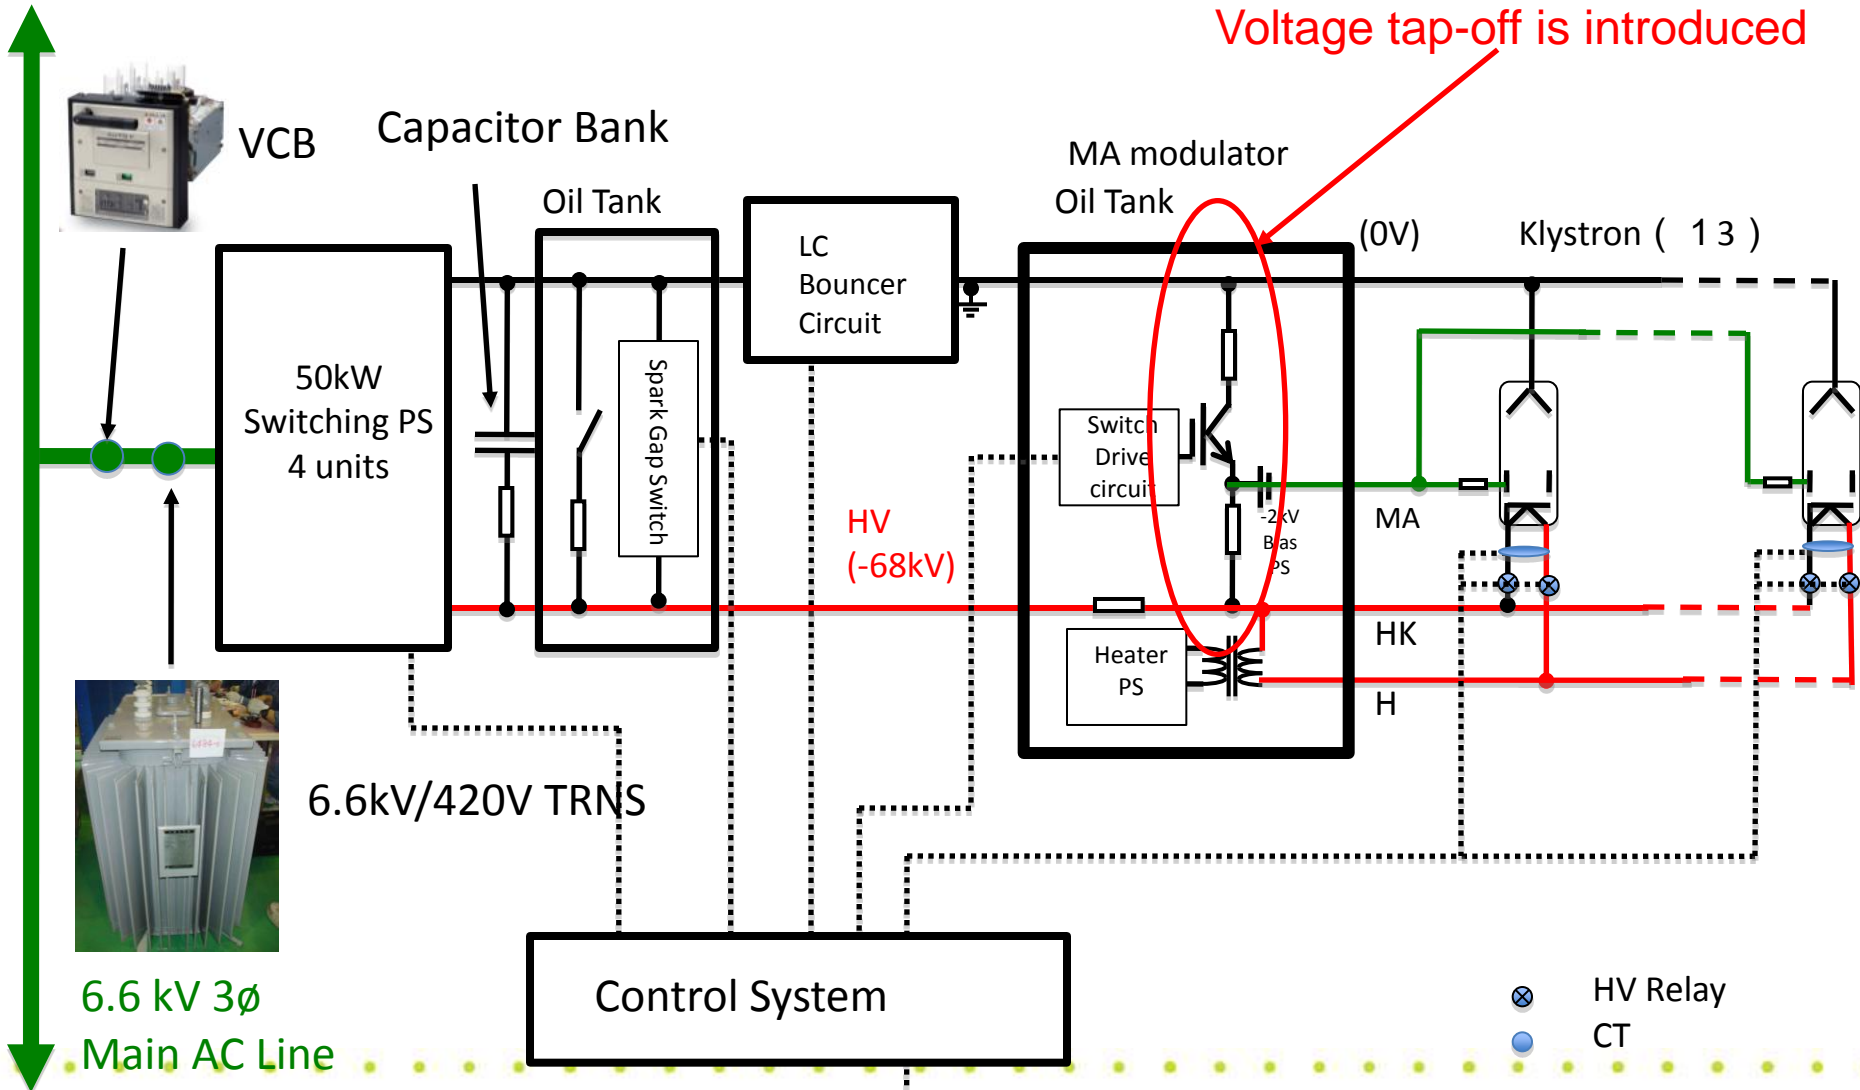 Voltage tap-off is introduced
VCB
Capacitor Bank
MA modulator
Oil Tank
Oil Tank
(0V)
Klystron ( 13 )
LC
Bouncer
Circuit
50kW
Switching PS
4 units
Spark Gap Switch
Switch
Drive
circuit
HV
(-68kV)
-2kV
Bias
PS
MA
HK
Heater
PS
H
6.6kV/420V TRNS
Control System
6.6 kV 3ø
Main AC Line
HV Relay
CT